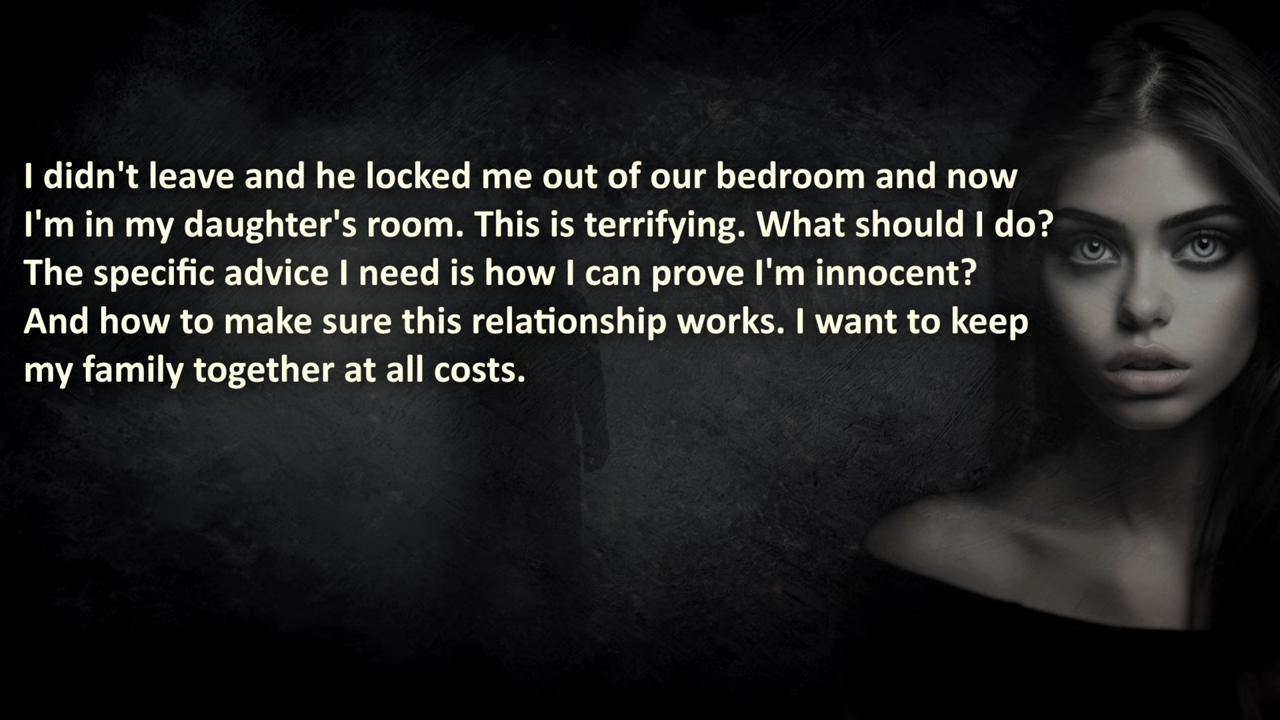 I didn't leave and he locked me out of our bedroom and now
I'm in my daughter's room. This is terrifying. What should I do?
The specific advice I need is how I can prove I'm innocent?
And how to make sure this relationship works. I want to keep
my family together at all costs.